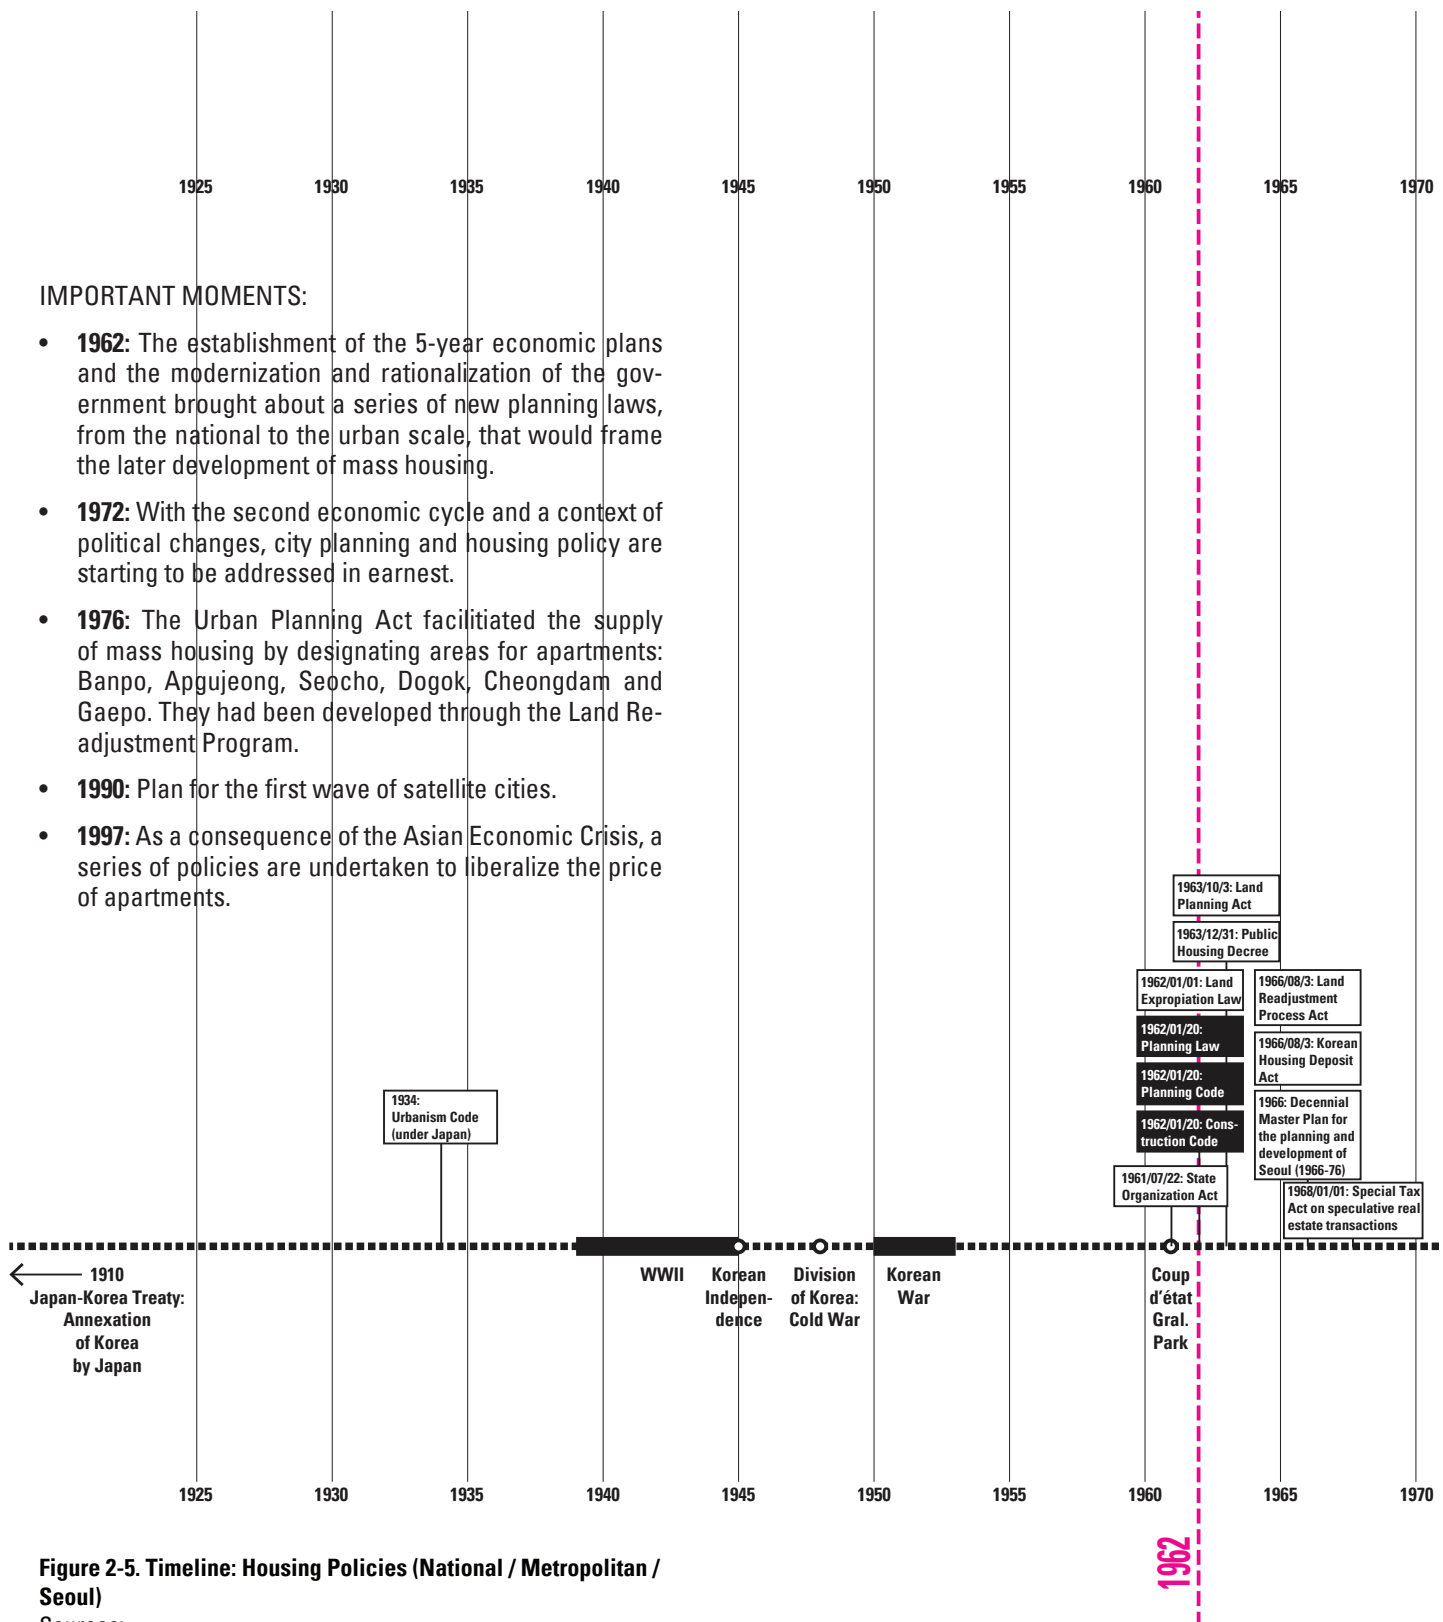 1925 1930 1935 1940 1945 1950 1955 1960 1965 1970
IMPORTANT MOMENTS:
• 1962: The establishment of the 5-year economic plans
and the modernization and rationalization of the gov-
ernment brought about a series of new planning laws,
from the national to the urban scale, that would frame
the later development of mass housing.
• 1972: With the second economic cycle and a context of
political changes, city planning and housing policy are
starting to be addressed in earnest.
• 1976: The Urban Planning Act facilitiated the supply
of mass housing by designating areas for apartments:
Banpo, Apgujeong, Seocho, Dogok, Cheongdam and
Gaepo. They had been developed through the Land Re-
adjustment Program.
• 1990: Plan for the first wave of satellite cities.
• 1997: As a consequence of the Asian Economic Crisis, a
series of policies are undertaken to liberalize the price
of apartments.
1963/10/3: Land
Planning Act
1963/12/31: Public
Housing Decree
1962/01/01: Land
Expropiation Law
1962/01/20:
Planning Law
1962/01/20:
Planning Code
1962/01/20: Cons-
truction Code
1961/07/22: State
Organization Act
1966/08/3: Land
Readjustment
Process Act
1966/08/3: Korean
Housing Deposit
Act
1966: Decennial
Master Plan for
the planning and
development of
Seoul (1966-76)
1968/01/01: Special Tax
Act on speculative real
estate transactions
1934:
Urbanism Code
(under Japan)
1910
Japan-Korea Treaty:
Annexation
of Korea
by Japan
WWII
Korean
Indepen-
dence
Division
of Korea:
Cold War
Korean
War
Coup
d'état
Gral.
Park
1925 1930 1935 1940 1945 1950 1955 1960 1965 1970
1962
Figure 2-5. Timeline: Housing Policies (National / Metropolitan /
Seoul)